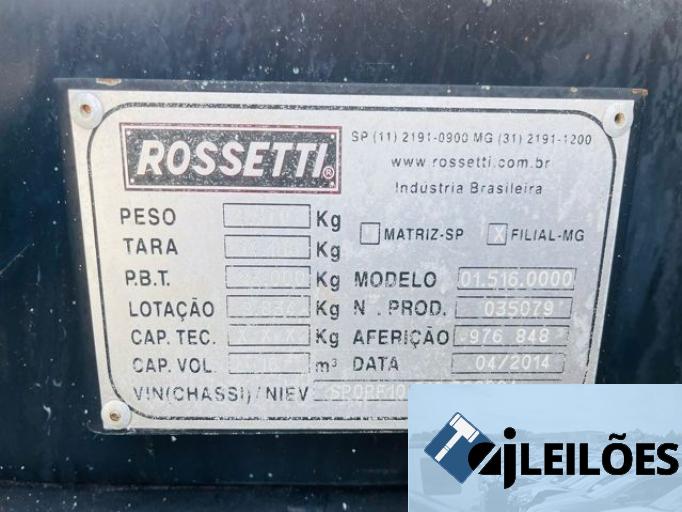 ROSSETTI®
SP (11) 2191-0900 MG (31) 2191-1200
www.rossetti.com.br
Indústria Brasileira
PESO Kg
TARA Kg
MATRIZ-SP X FILIAL-MG
P.B.T. Kg MODELO 01.516.0000
LOTAÇÃO Kg N . PROD. 035079
CAP. TEC. X X X Kg AFERIÇÃO 976 848
CAP. VOL. m³ DATA 04/2014
VIN(CHASSI)/NIEV
ajLEILÕES